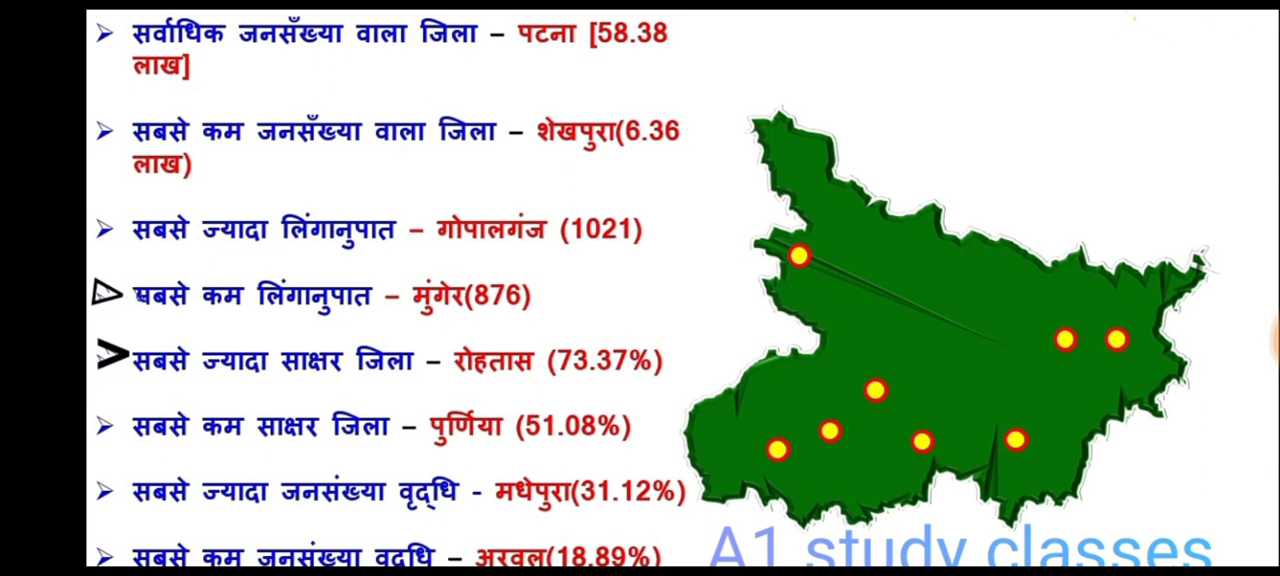 सर्वाधिक जनसँख्या वाला जिला – पटना [58.38
लाख]
सबसे कम जनसँख्या वाला जिला – शेखपुरा(6.36
लाख)
सबसे ज्यादा लिंगानुपात – गोपालगंज (1021)
सबसे कम लिंगानुपात – मुंगेर(876)
सबसे ज्यादा साक्षर जिला – रोहतास (73.37%)
सबसे कम साक्षर जिला – पुर्णिया (51.08%)
सबसे ज्यादा जनसंख्या वृद्धि - मधेपुरा(31.12%)
सबसे कम जनसंख्या वृद्धि – अरवल(18.89%)
A1 study classes